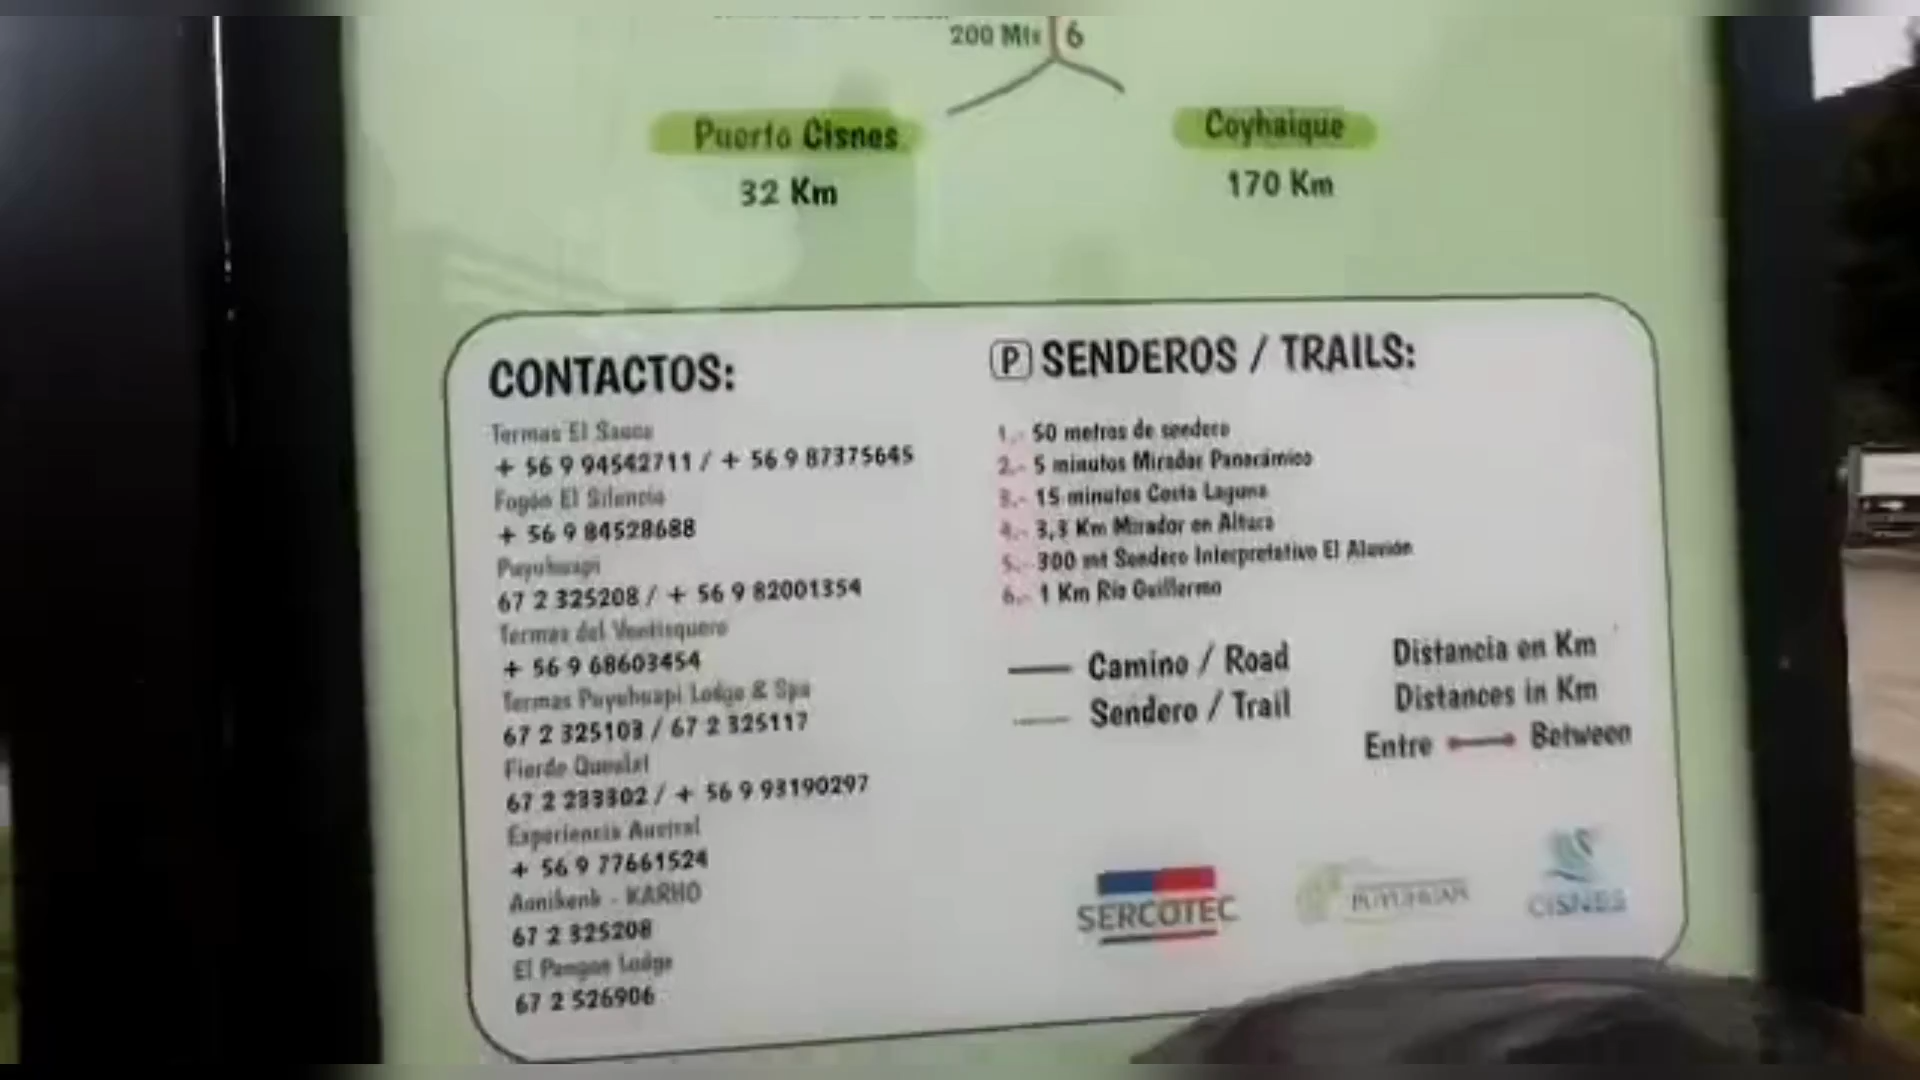 200 Mts 6
Puerto Cisnes
32 Km
Coyhaique
170 Km
CONTACTOS:
Termas El Sauce
+ 56 9 94542711 / + 56 9 87375645
Fogón El Silencio
+ 56 9 84528688
Puyuhuapi
67 2 325208 / + 56 9 82001354
Termas del Ventisquero
+ 56 9 68603454
Termas Puyuhuapi Lodge & Spa
67 2 325103 / 67 2 325117
Fiordo Queulat
67 2 233302 / + 56 9 93190297
Experiencia Austral
+ 56 9 77661524
Aonikenk - KARHO
67 2 325208
El Pangue Lodge
67 2 526906
P SENDEROS / TRAILS:
1.- 50 metros de sendero
2.- 5 minutos Mirador Panorámico
3.- 15 minutos Costa Laguna
4.- 3,3 Km Mirador en Altura
5.- 300 mt Sendero Interpretativo El Aluvión
6.- 1 Km Río Guillermo
Camino / Road
Sendero / Trail
Distancia en Km
Distances in Km
Entre Between
SERCOTEC
PUYUHUAPI
CISNES